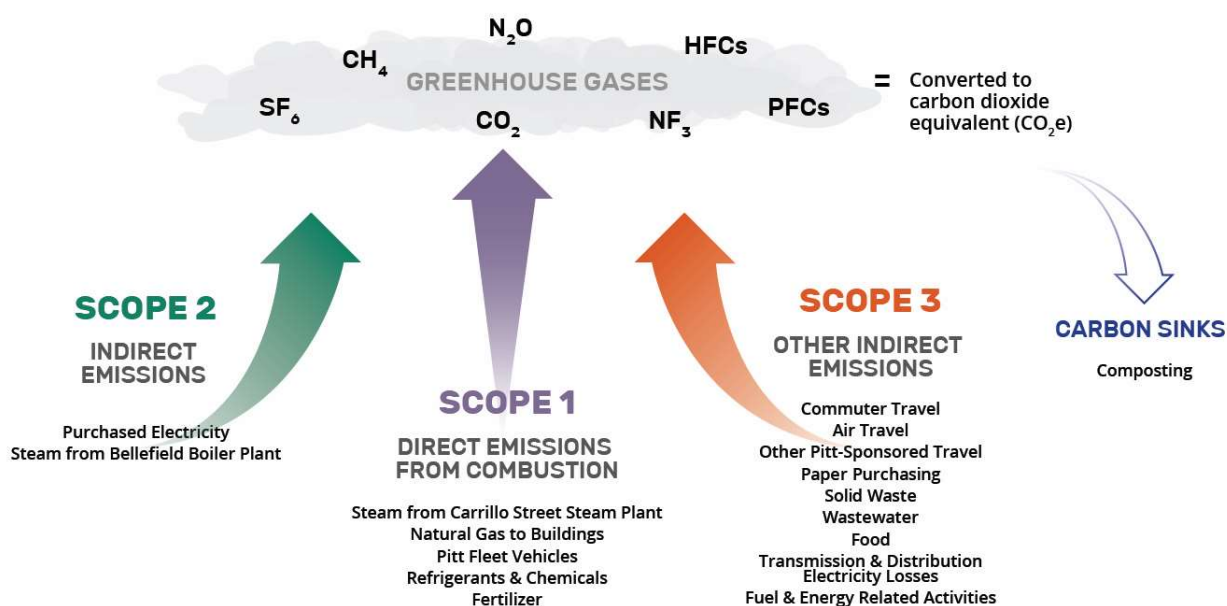 N₂O
HFCs
CH₄
GREENHOUSE GASES
SF₆
CO₂
NF₃
PFCs
= Converted to
carbon dioxide
equivalent (CO₂e)
SCOPE 2
INDIRECT
EMISSIONS
Purchased Electricity
Steam from Bellefield Boiler Plant
SCOPE 1
DIRECT EMISSIONS
FROM COMBUSTION
Steam from Carrillo Street Steam Plant
Natural Gas to Buildings
Pitt Fleet Vehicles
Refrigerants & Chemicals
Fertilizer
SCOPE 3
OTHER INDIRECT
EMISSIONS
Commuter Travel
Air Travel
Other Pitt-Sponsored Travel
Paper Purchasing
Solid Waste
Wastewater
Food
Transmission & Distribution
Electricity Losses
Fuel & Energy Related Activities
CARBON SINKS
Composting